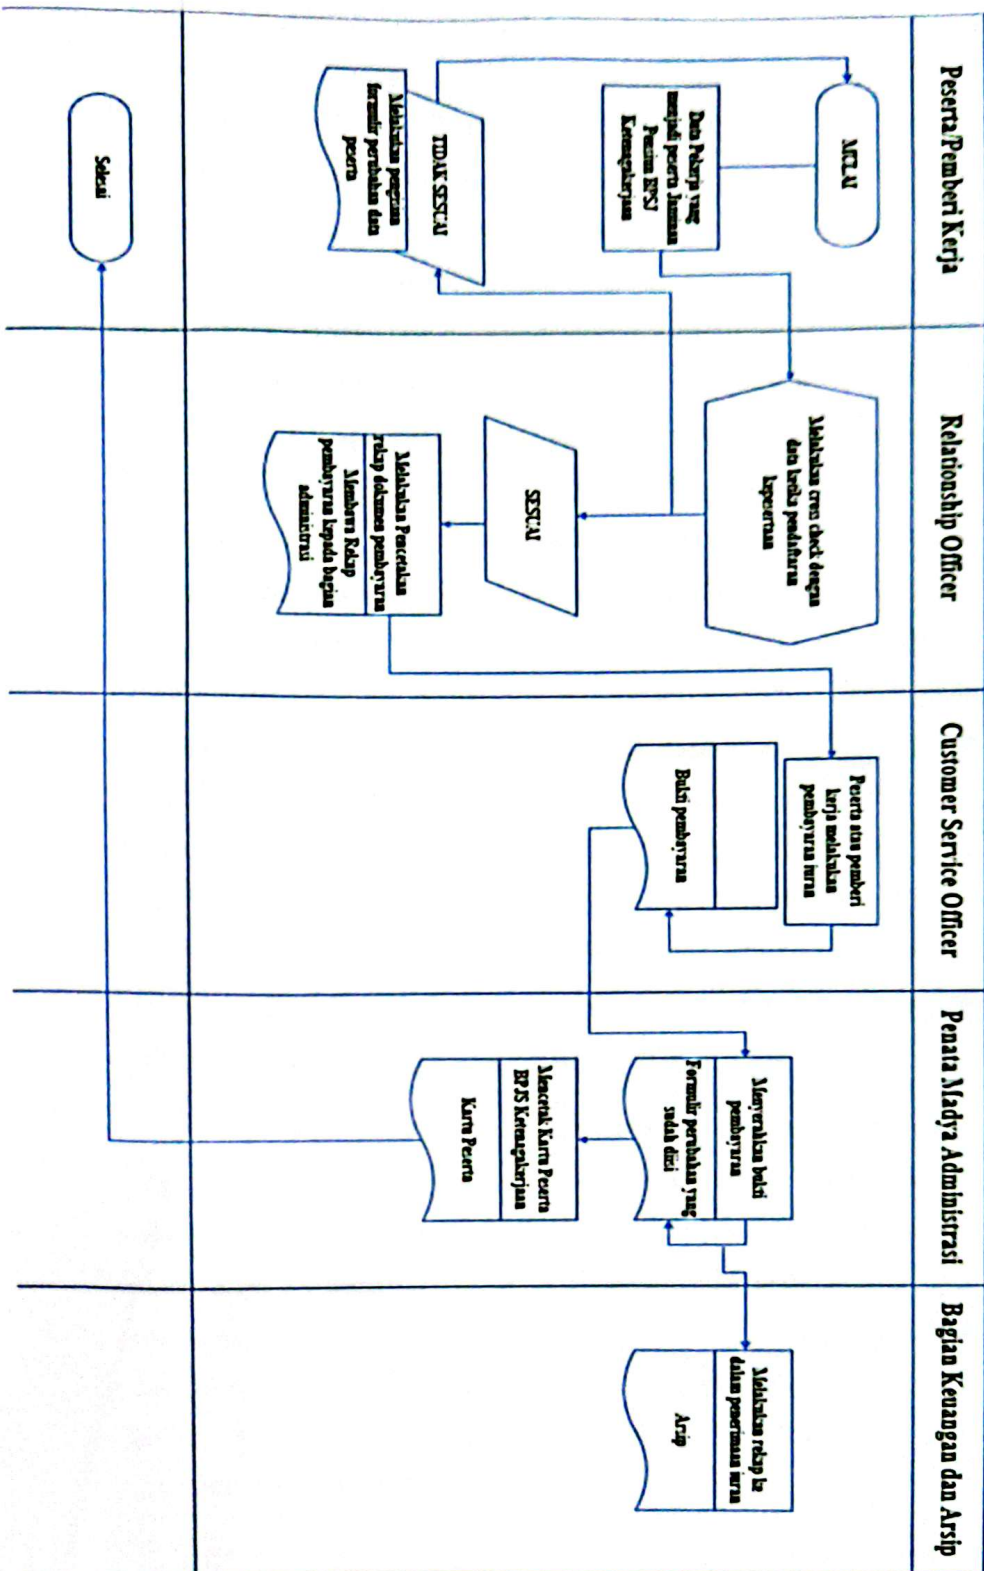 Peserta/Pemberi Kerja
Relationship Officer
Customer Service Officer
Penata Madya Administrasi
Bagian Keuangan dan Arsip
MULAI
Data Pekerja yang
menjadi peserta Jaminan
Pensiun BPSJ
Ketenagakerjaan
TIDAK SESUAI
Melakukan pengisian
formulir perubahan data
peserta
Melakukan cross check dengan
data ketika pendaftaran
kepesertaan
SESUAI
Melakukan Pencetakan
rekap dokumen pembayaran
Membawa Rekap
pembayaran kepada bagian
administrasi
Peserta atau pemberi
kerja melakukan
pembayaran iuran
Bukti pembayaran
Menyerahkan bukti
pembayaran
Formulir perubahan yang
sudah diisi
Mencetak Kartu Peserta
BPJS Ketenagakerjaan
Kartu Peserta
Melakukan rekap ke
dalam penerimaan iuran
Arsip
Selesai